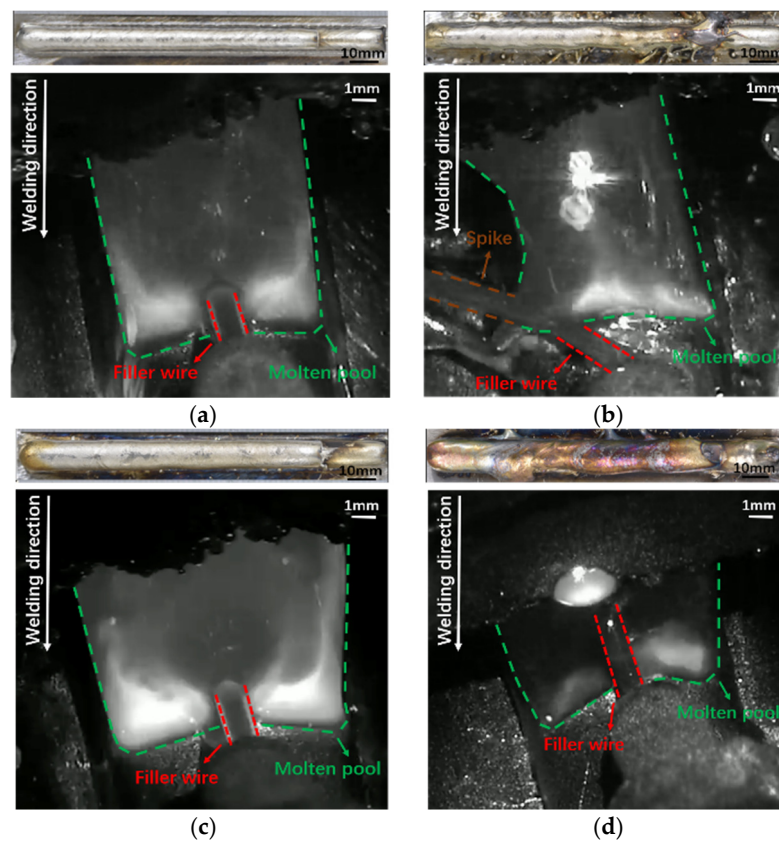 10mm
1mm
Welding direction
Filler wire
Molten pool
(a)
10mm
1mm
Welding direction
Spike
Filler wire
Molten pool
(b)
10mm
1mm
Welding direction
Filler wire
Molten pool
(c)
10mm
1mm
Welding direction
Filler wire
Molten pool
(d)